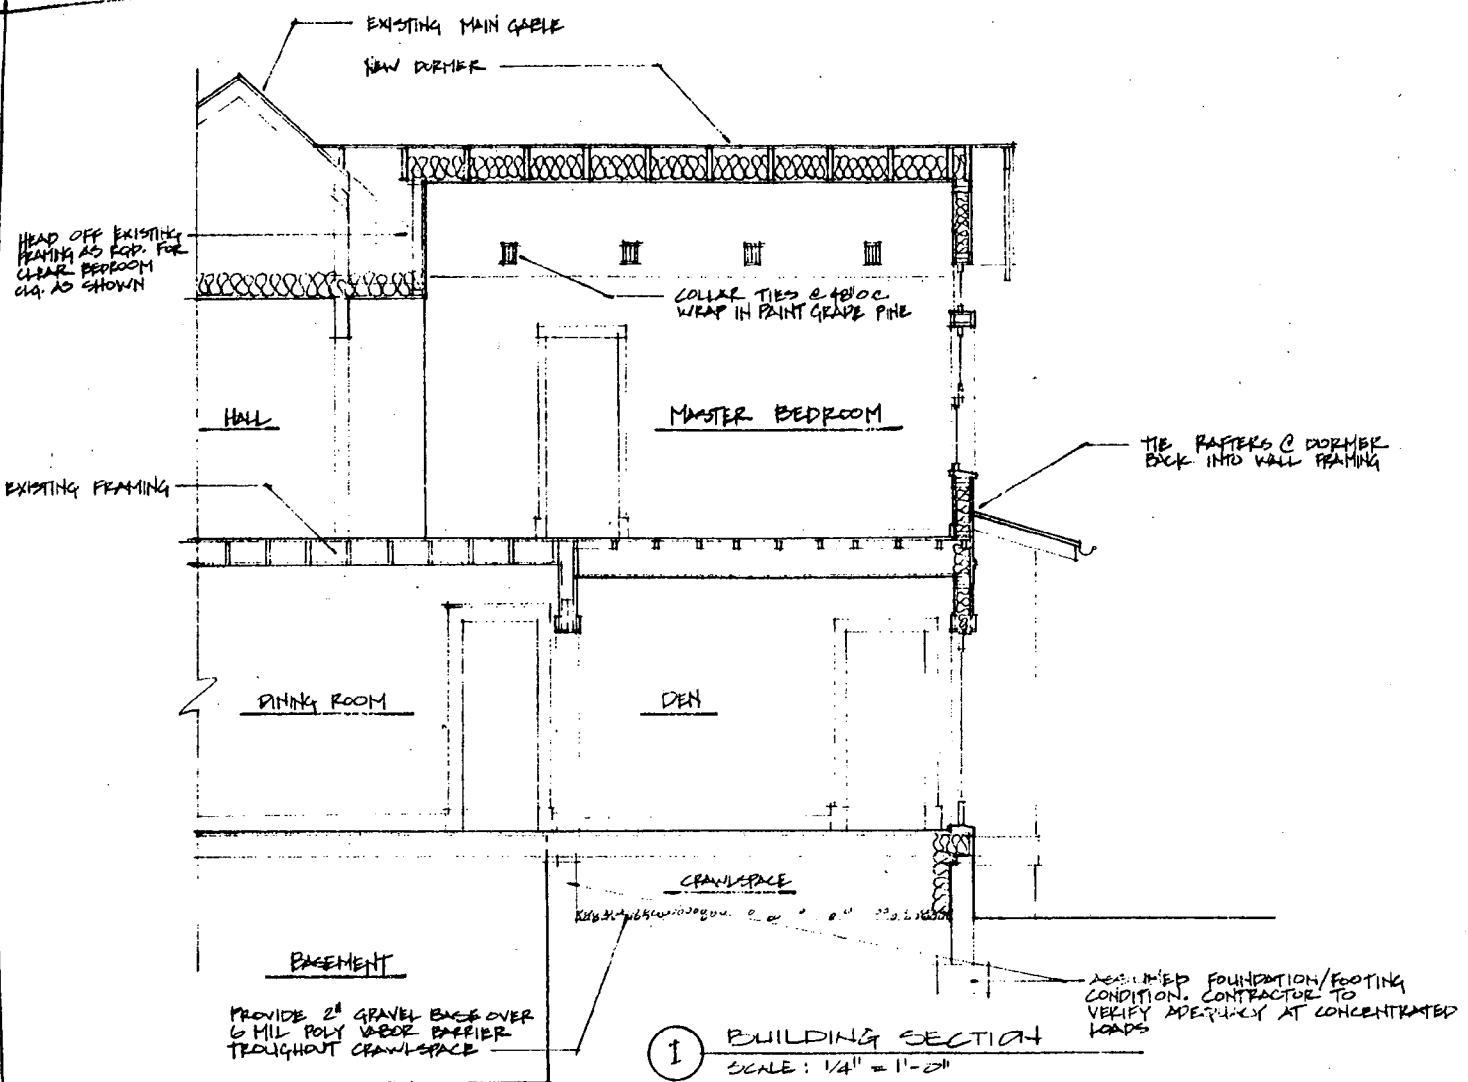 EXISTING MAIN GABLE
NEW DORMER
HEAD OFF EXISTING
FRAMING AS RQD. FOR
CLEAR BEDROOM
CLG. AS SHOWN
COLLAR TIES @ 48"O.C.
WRAP IN PAINT GRADE PINE
HALL
MASTER BEDROOM
TIE RAFTERS @ DORMER
BACK INTO WALL FRAMING
EXISTING FRAMING
DINING ROOM
DEN
CRAWLSPACE
BASEMENT
PROVIDE 2" GRAVEL BASE OVER
6 MIL POLY VABOR BARRIER
TROUGHOUT CRAWLSPACE
ASSUMED FOUNDATION/FOOTING
CONDITION. CONTRACTOR TO
VERIFY ADEQUACY AT CONCENTRATED
LOADS
1 BUILDING SECTION
SCALE: 1/4" = 1'-0"